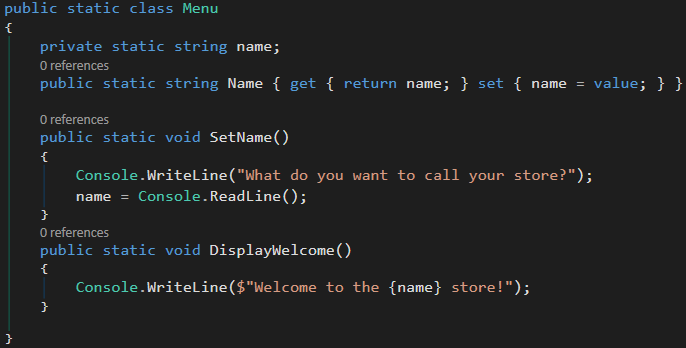 public static class Menu
{
private static string name;
0 references
public static string Name { get { return name; } set { name = value; } }
0 references
public static void SetName()
{
Console.WriteLine("What do you want to call your store?");
name = Console.ReadLine();
}
0 references
public static void DisplayWelcome()
{
Console.WriteLine($"Welcome to the {name} store!");
}
}